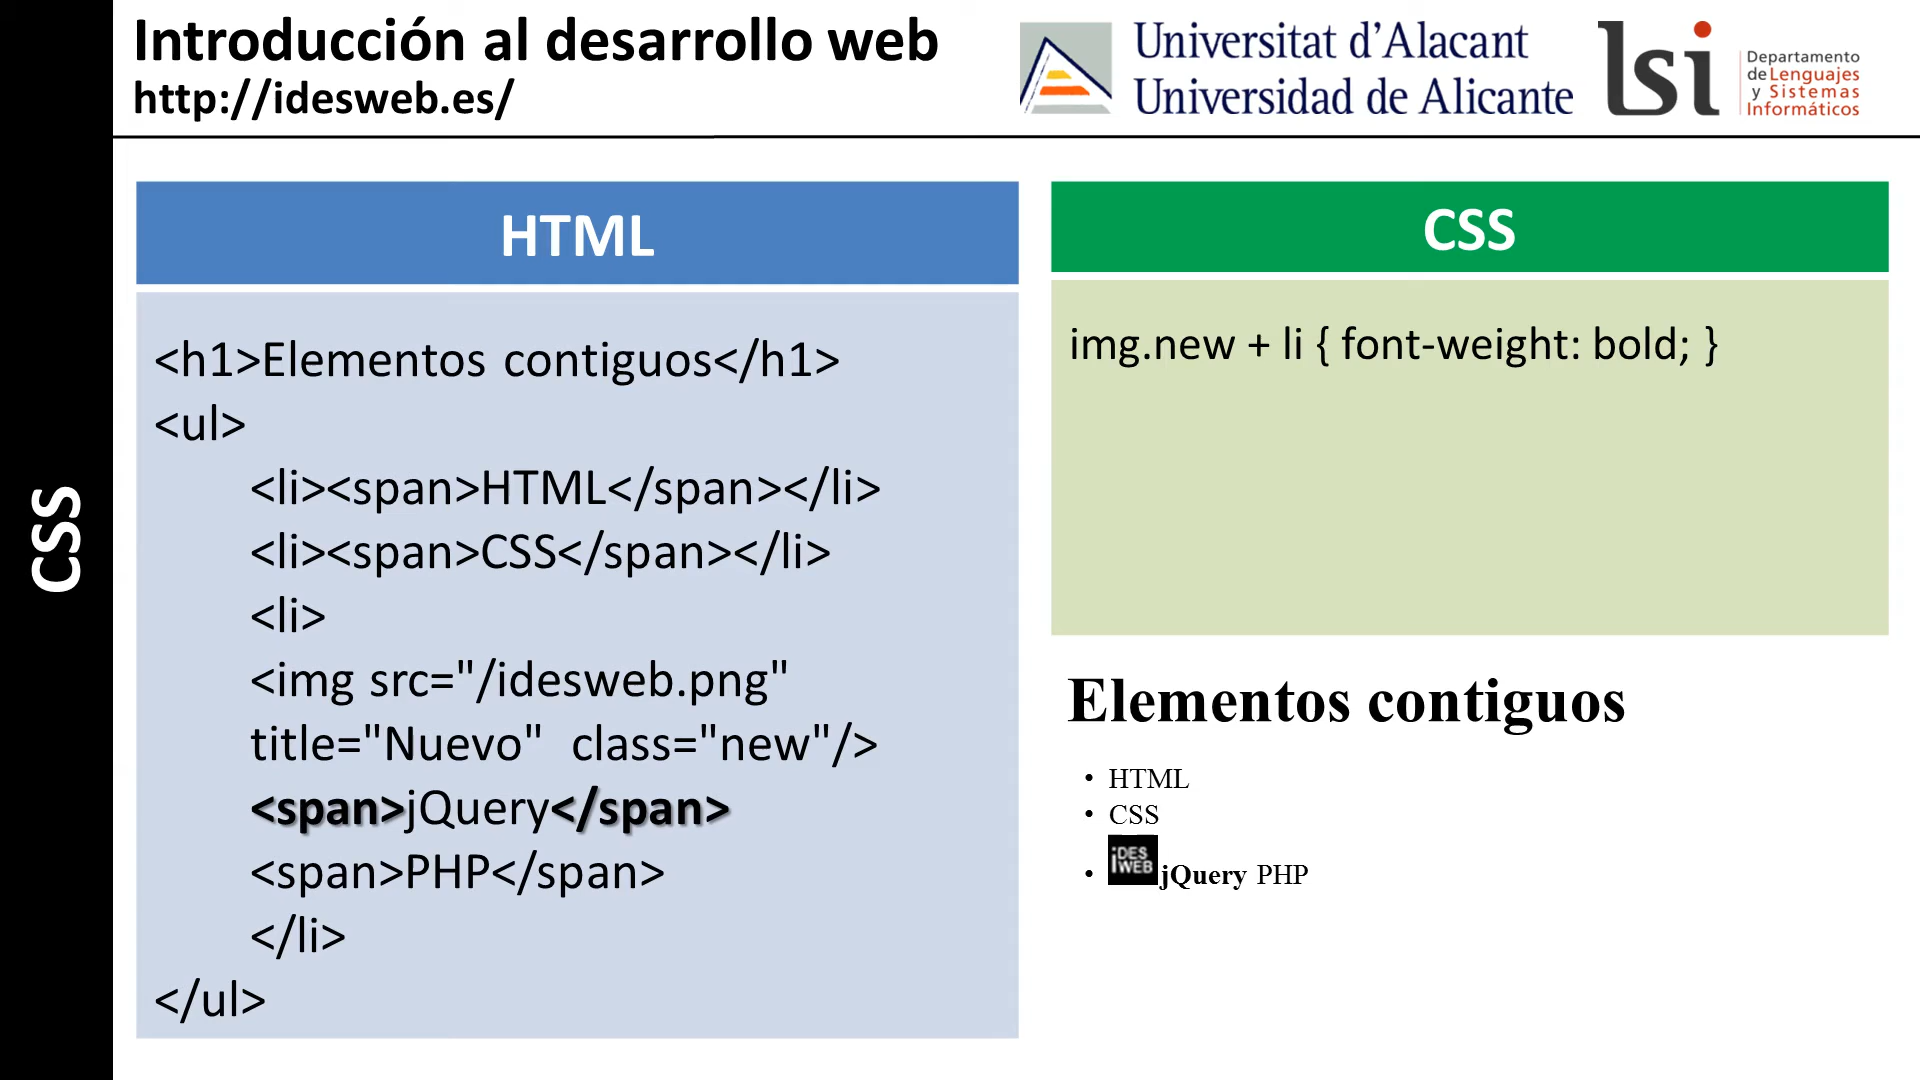 Introducción al desarrollo web
http://idesweb.es/
Universitat d'Alacant
Universidad de Alicante
lsi
Departamento
de Lenguajes
y Sistemas
Informáticos
CSS
HTML
<h1>Elementos contiguos</h1>
<ul>
<li><span>HTML</span></li>
<li><span>CSS</span></li>
<li>
<img src="/idesweb.png"
title="Nuevo" class="new"/>
<span>jQuery</span>
<span>PHP</span>
</li>
</ul>
CSS
img.new + li { font-weight: bold; }
Elementos contiguos
• HTML
• CSS
iDES
WEB
• jQuery PHP